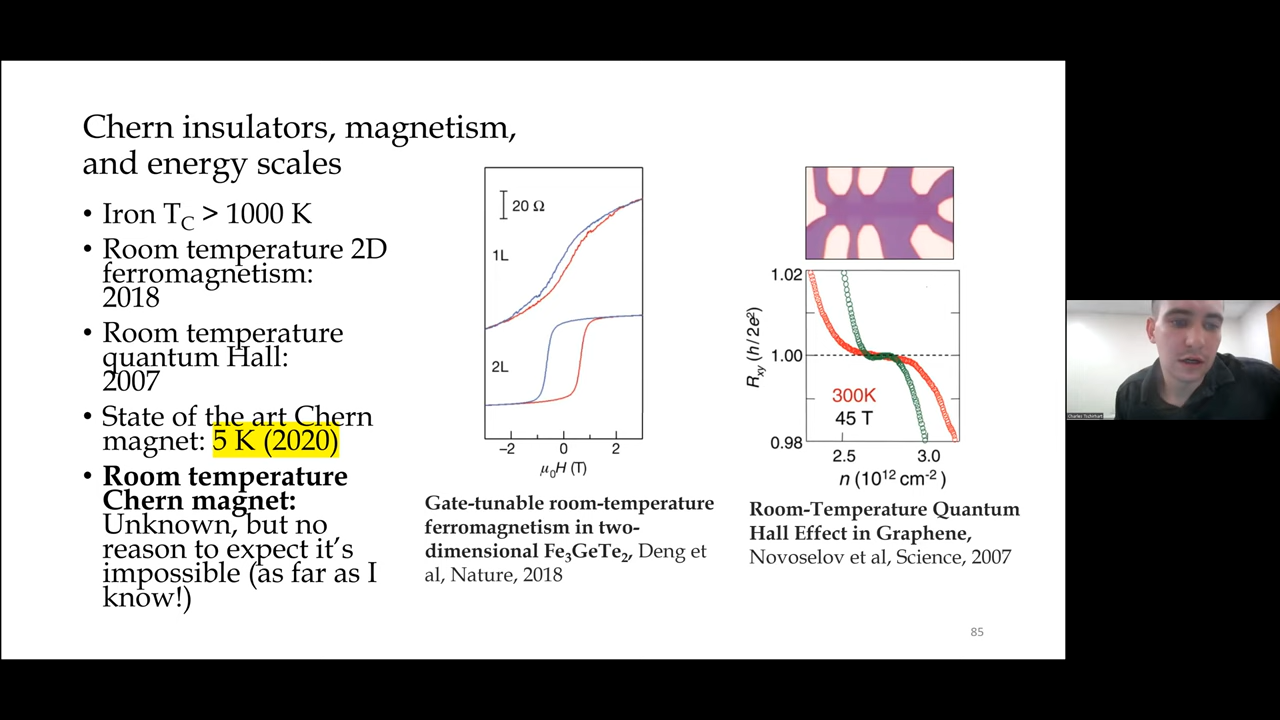 Chern insulators, magnetism,
and energy scales
• Iron T_C > 1000 K
• Room temperature 2D
ferromagnetism:
2018
• Room temperature
quantum Hall:
2007
• State of the art Chern
magnet: 5 K (2020)
• Room temperature
Chern magnet:
Unknown, but no
reason to expect it's
impossible (as far as I
know!)
20 Ω
1L
2L
−2 0 2
μ₀H (T)
Gate-tunable room-temperature
ferromagnetism in two-
dimensional Fe₃GeTe₂, Deng et
al, Nature, 2018
1.02
1.00
0.98
R_xy (h/2e²)
300K
45 T
2.5 3.0
n (10¹² cm⁻²)
Room-Temperature Quantum
Hall Effect in Graphene,
Novoselov et al, Science, 2007
85